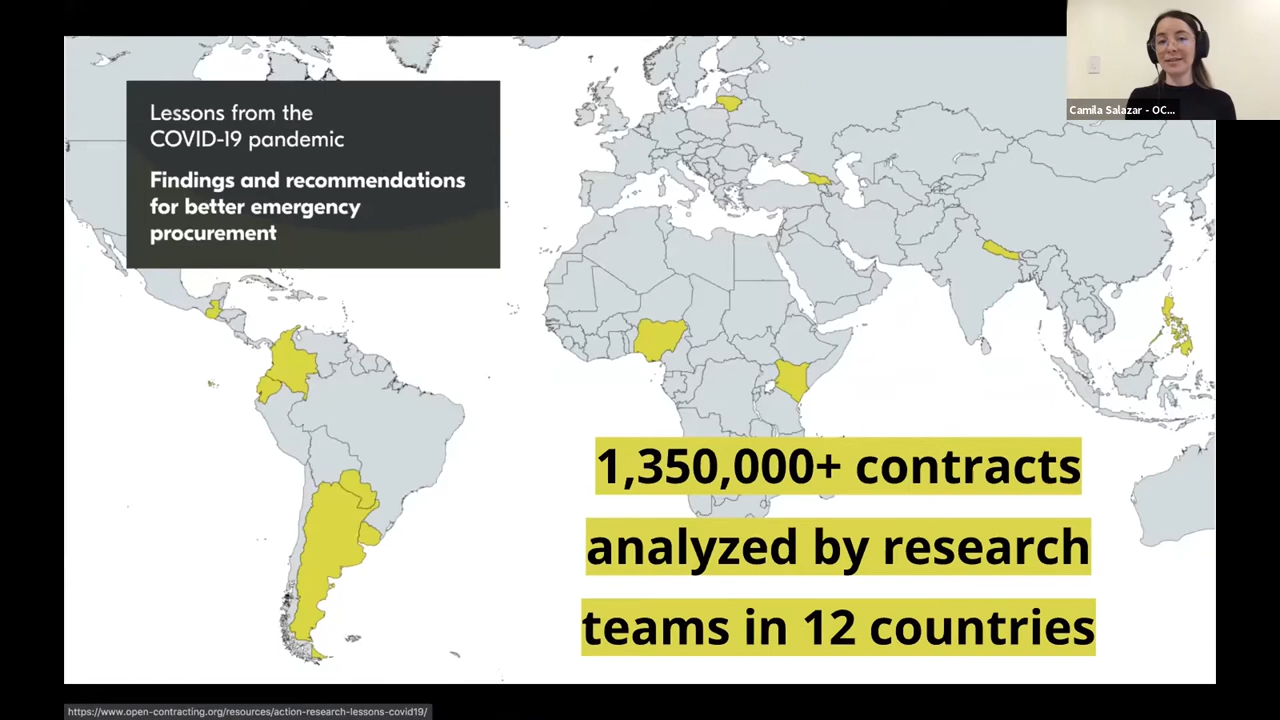 Lessons from the
COVID-19 pandemic
Findings and recommendations
for better emergency
procurement
Camila Salazar - OC...
1,350,000+ contracts
analyzed by research
teams in 12 countries
https://www.open-contracting.org/resources/action-research-lessons-covid19/